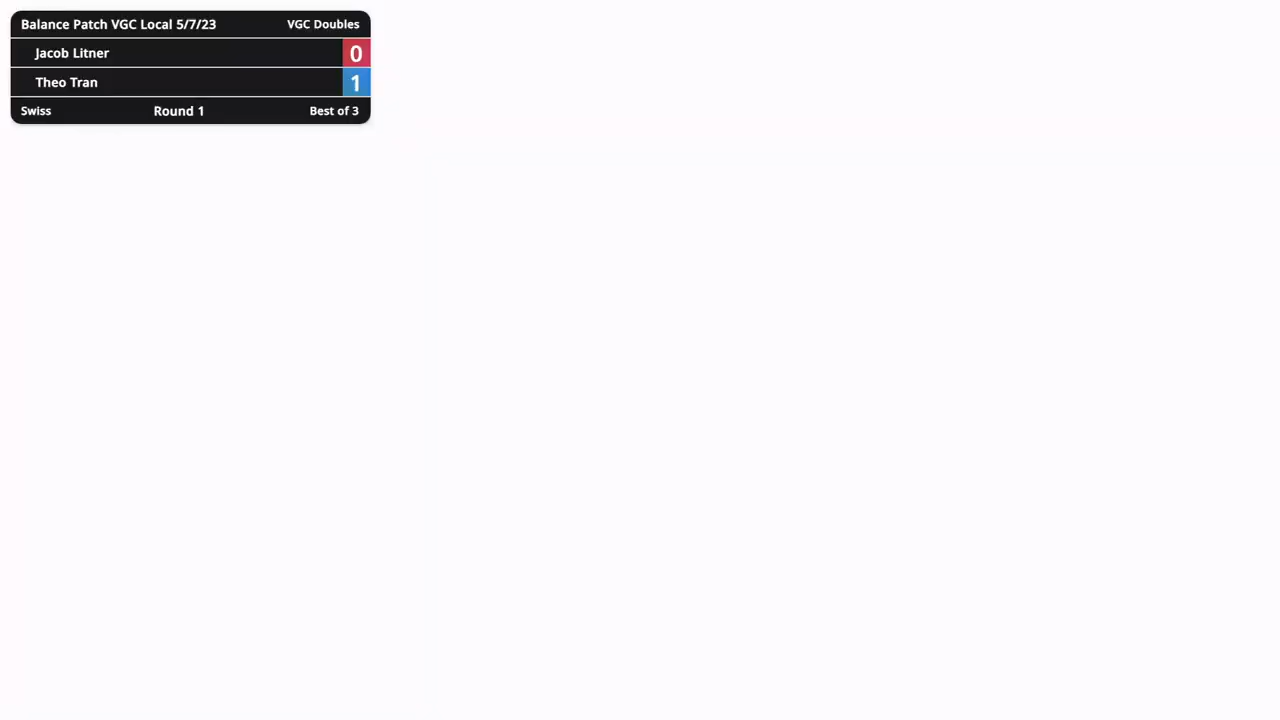 Balance Patch VGC Local 5/7/23 VGC Doubles
Jacob Litner 0
Theo Tran 1
Swiss Round 1 Best of 3